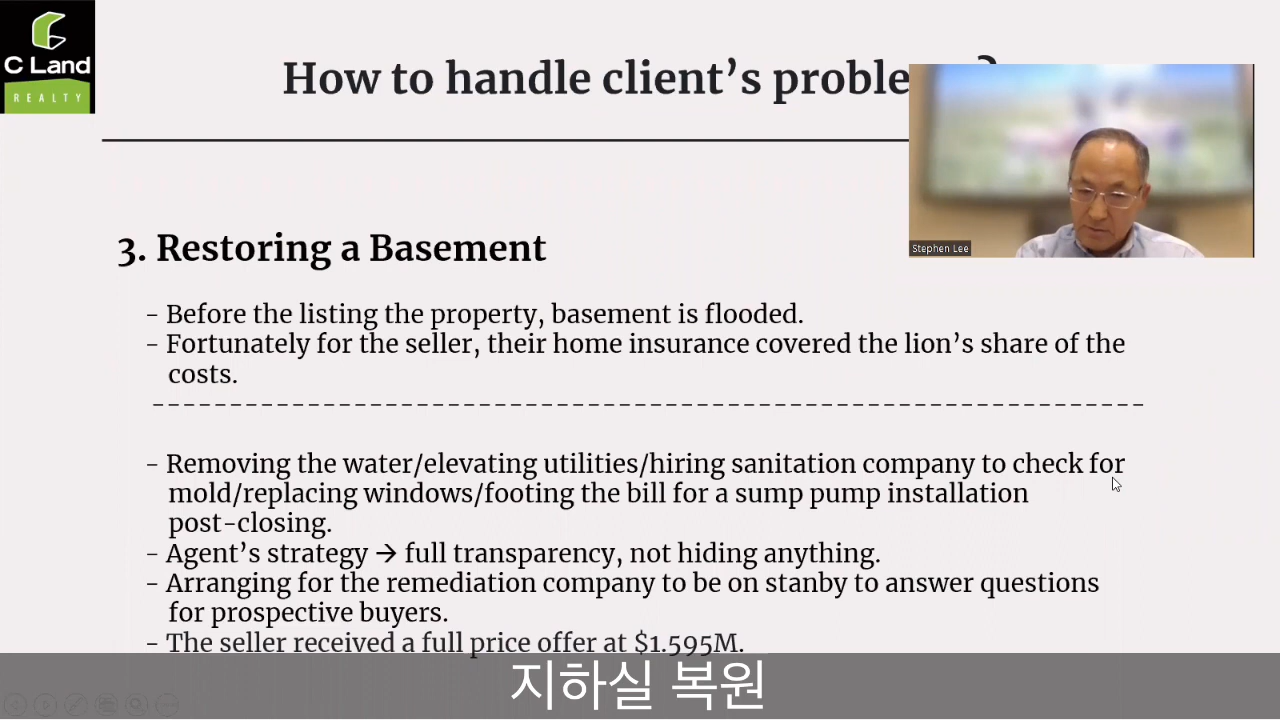 C Land
REALTY
How to handle client's proble
Stephen Lee
3. Restoring a Basement
- Before the listing the property, basement is flooded.
- Fortunately for the seller, their home insurance covered the lion's share of the
costs.
- Removing the water/elevating utilities/hiring sanitation company to check for
mold/replacing windows/footing the bill for a sump pump installation
post-closing.
- Agent's strategy → full transparency, not hiding anything.
- Arranging for the remediation company to be on stanby to answer questions
for prospective buyers.
- The seller received a full price offer at $1.595M.
지하실 복원